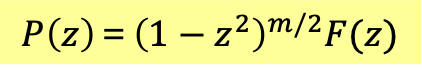 P(z) = (1 − z²)^{m/2}F(z)